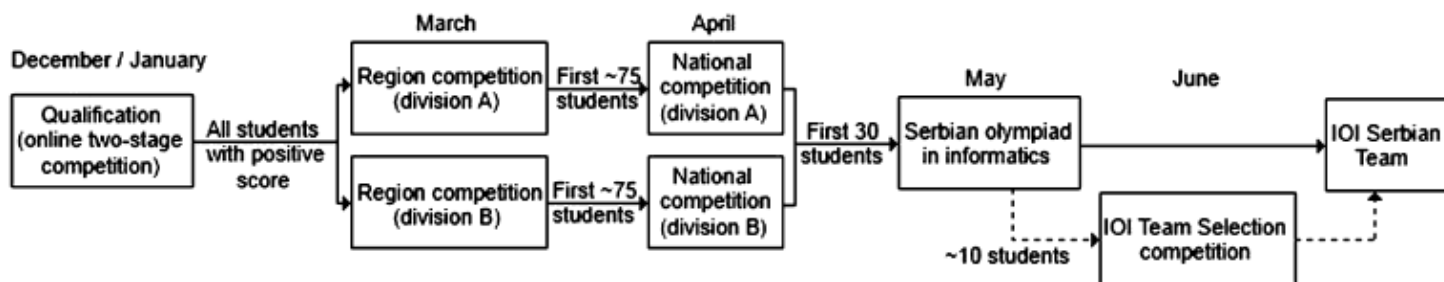 December / January
Qualification
(online two-stage
competition)
All students
with positive
score
March
Region competition
(division A)
Region competition
(division B)
First ~75
students
First ~75
students
April
National
competition
(division A)
National
competition
(division B)
First 30
students
May
Serbian olympiad
in informatics
~10 students
June
IOI Team Selection
competition
IOI Serbian
Team